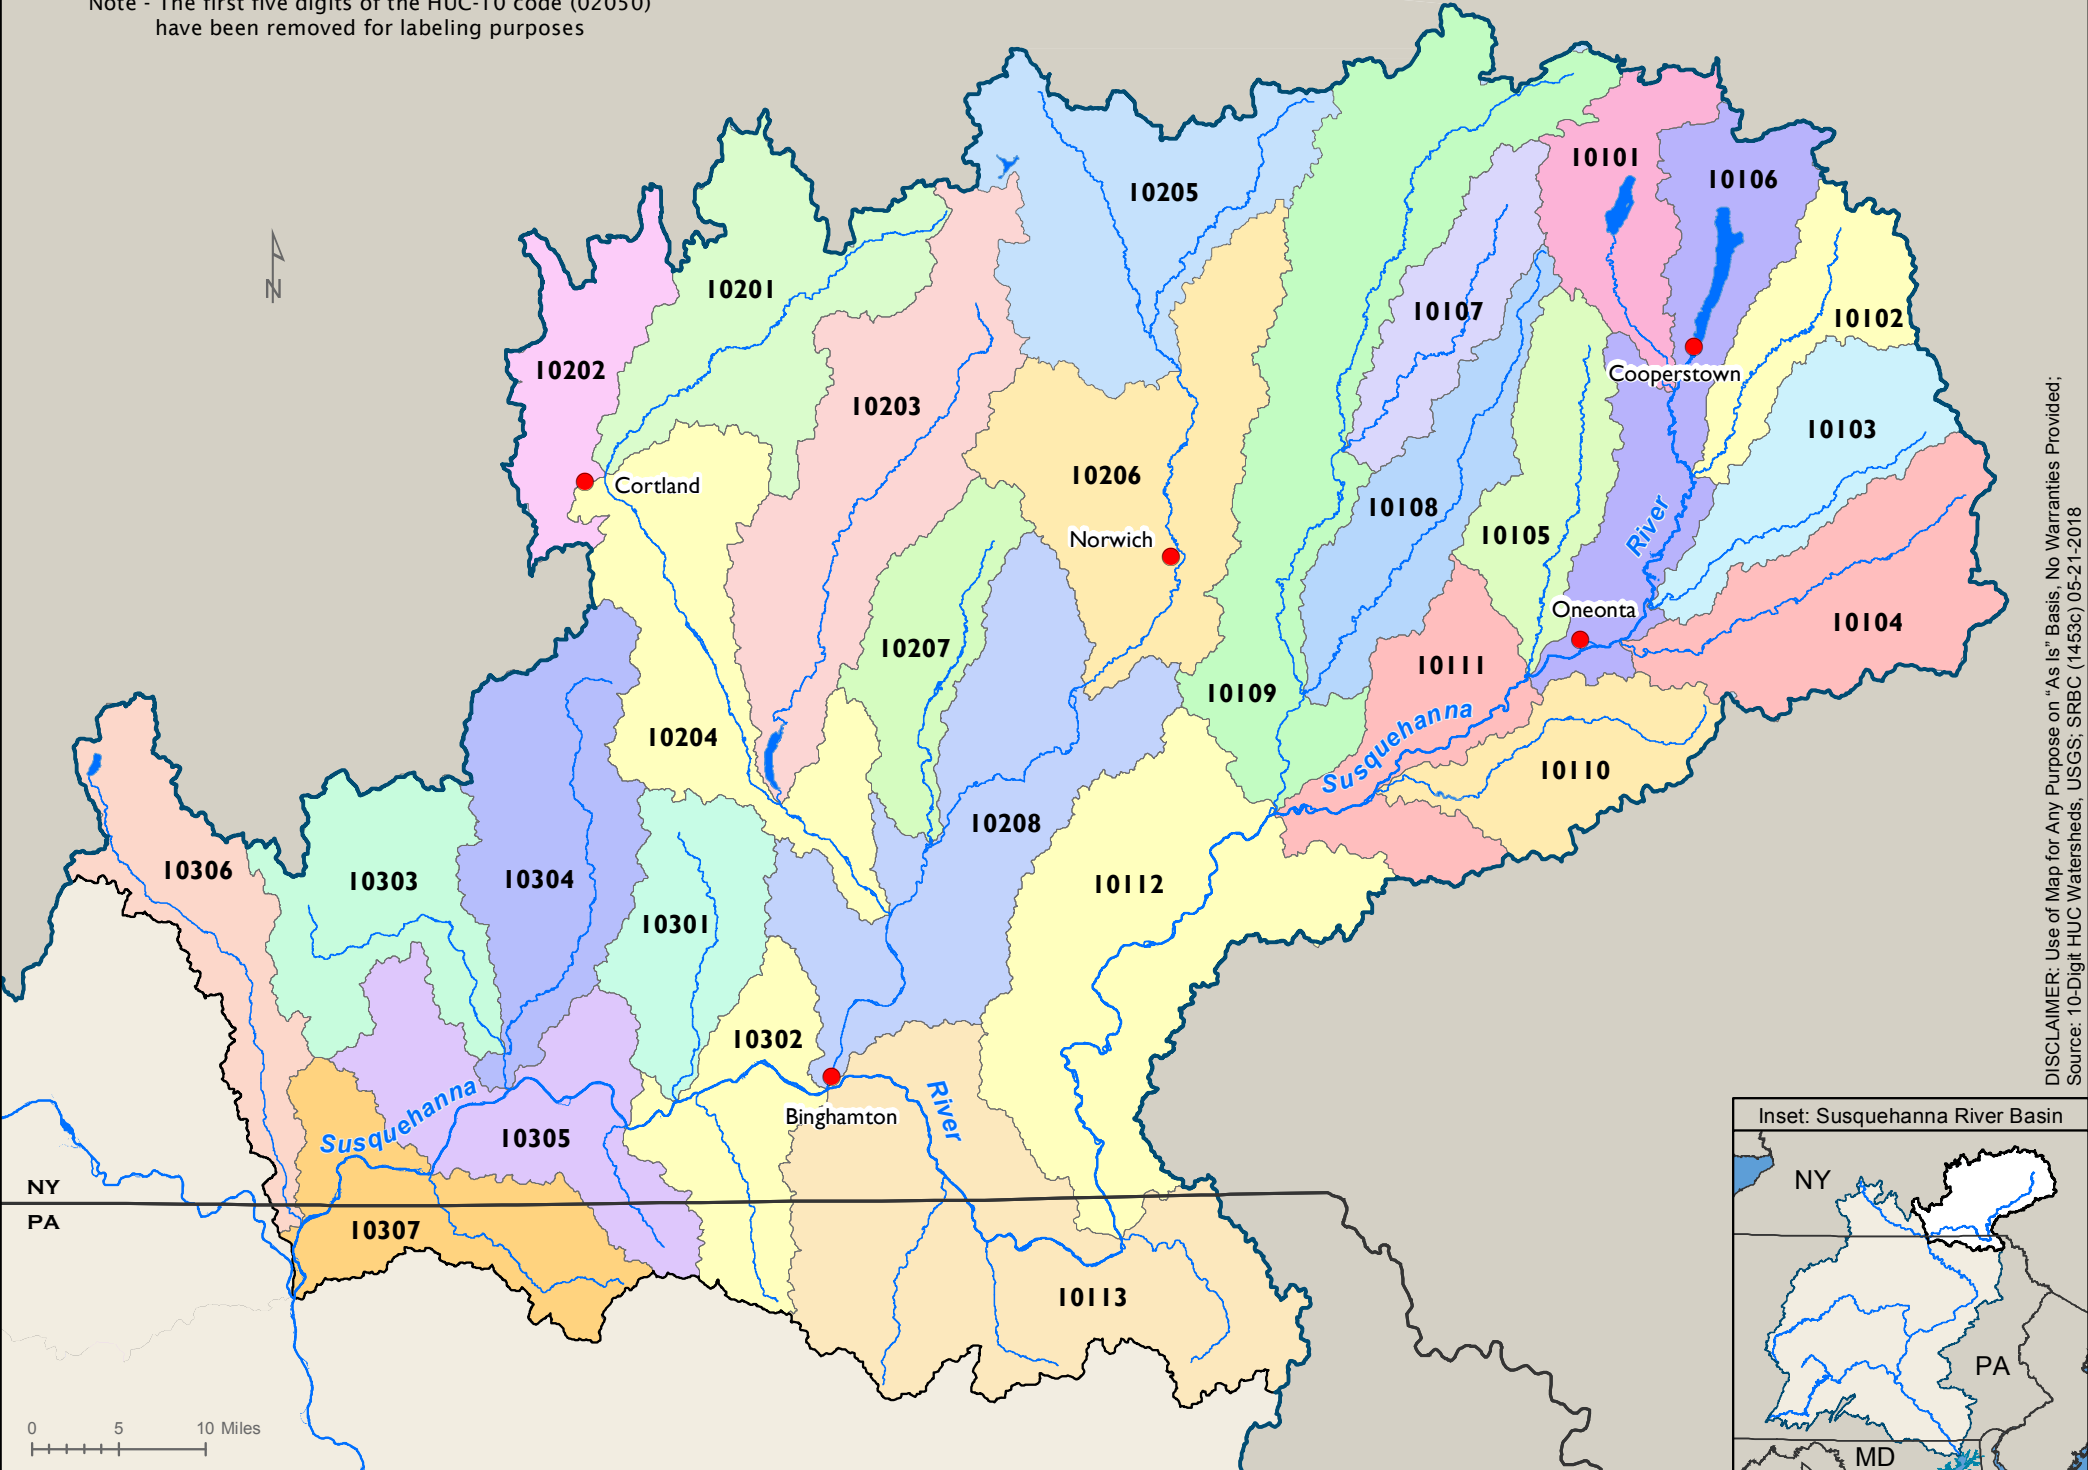 Note - The first five digits of the HUC-10 code (02050)
have been removed for labeling purposes
10101
10106
10205
10201
10107
10102
10202
Cooperstown
10203
10103
10206
Cortland
10108
River
10105
Norwich
Oneonta
10104
10207
10111
10109
10204
Susquehanna
10110
10208
10306
10303
10304
10112
10301
10302
Susquehanna
River
Binghamton
10305
NY
PA
10307
10113
0 5 10 Miles
N
DISCLAIMER: Use of Map for Any Purpose on "As Is" Basis, No Warranties Provided;
Source: 10-Digit HUC Watersheds, USGS; SRBC (1453c) 05-21-2018
Inset: Susquehanna River Basin
NY
PA
MD